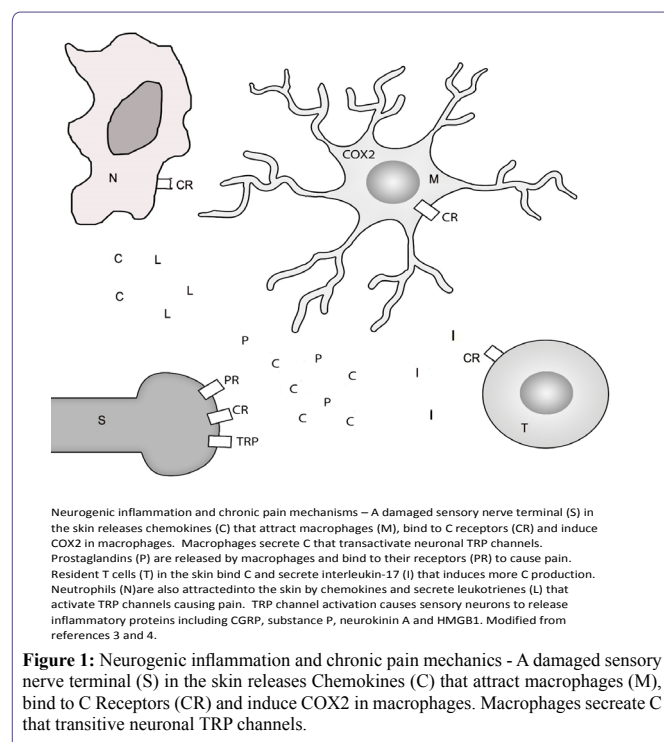 COX2
N
M
CR
CR
C
L
C
L
L
P
I
C
P
CR
C
I
PR
C
P
CR
C
C
I
S
T
TRP
Neurogenic inflammation and chronic pain mechanisms – A damaged sensory nerve terminal (S) in
the skin releases chemokines (C) that attract macrophages (M), bind to C receptors (CR) and induce
COX2 in macrophages.  Macrophages secrete C that transactivate neuronal TRP channels.
Prostaglandins (P) are released by macrophages and bind to their receptors (PR) to cause pain.
Resident T cells (T) in the skin bind C and secrete interleukin-17 (I) that induces more C production.
Neutrophils (N)are also attractedinto the skin by chemokines and secrete leukotrienes (L) that
activate TRP channels causing pain.  TRP channel activation causes sensory neurons to release
inflammatory proteins including CGRP, substance P, neurokinin A and HMGB1. Modified from
references 3 and 4.
Figure 1: Neurogenic inflammation and chronic pain mechanics - A damaged sensory
nerve terminal (S) in the skin releases Chemokines (C) that attract macrophages (M),
bind to C Receptors (CR) and induce COX2 in macrophages. Macrophages secreate C
that transitive neuronal TRP channels.